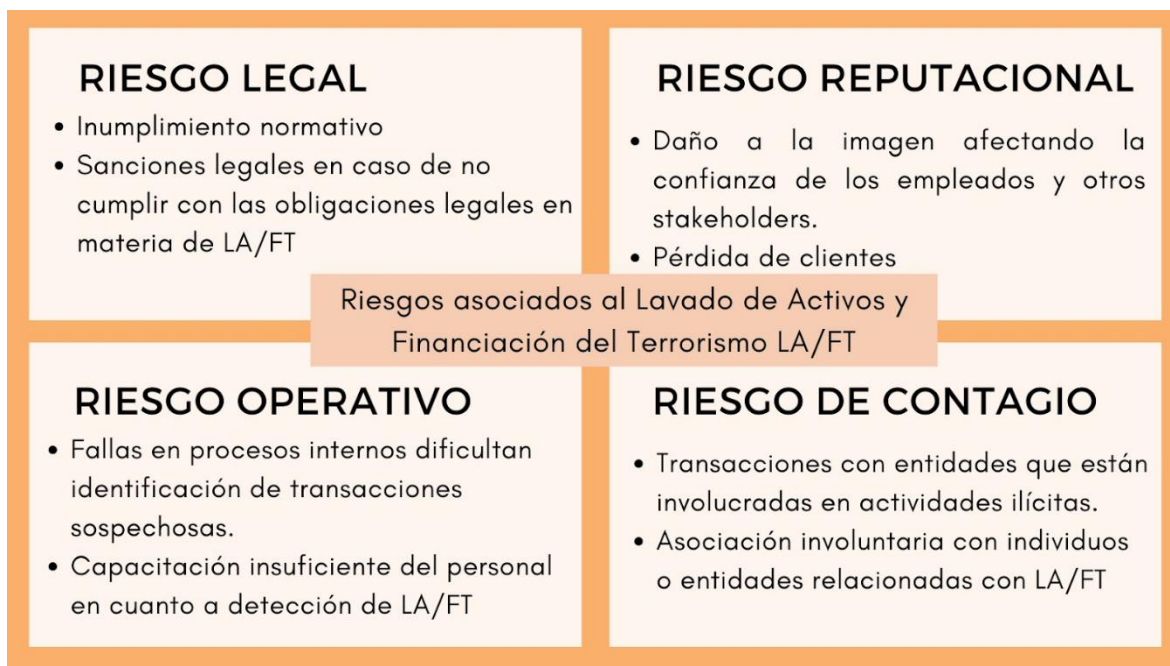 RIESGO LEGAL
• Inumplimiento normativo
• Sanciones legales en caso de no
cumplir con las obligaciones legales en
materia de LA/FT
RIESGO REPUTACIONAL
• Daño a la imagen afectando la
confianza de los empleados y otros
stakeholders.
• Pérdida de clientes
Riesgos asociados al Lavado de Activos y
Financiación del Terrorismo LA/FT
RIESGO OPERATIVO
• Fallas en procesos internos dificultan
identificación de transacciones
sospechosas.
• Capacitación insuficiente del personal
en cuanto a detección de LA/FT
RIESGO DE CONTAGIO
• Transacciones con entidades que están
involucradas en actividades ilícitas.
• Asociación involuntaria con individuos
o entidades relacionadas con LA/FT